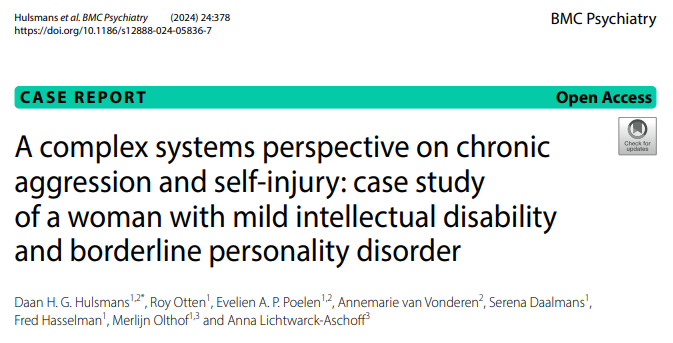 Hulsmans et al. BMC Psychiatry (2024) 24:378
https://doi.org/10.1186/s12888-024-05836-7
BMC Psychiatry
CASE REPORT
Open Access
Check for
updates
A complex systems perspective on chronic
aggression and self-injury: case study
of a woman with mild intellectual disability
and borderline personality disorder
Daan H. G. Hulsmans1,2*, Roy Otten1, Evelien A. P. Poelen1,2, Annemarie van Vonderen2, Serena Daalmans1,
Fred Hasselman1, Merlijn Olthof1,3 and Anna Lichtwarck-Aschoff3